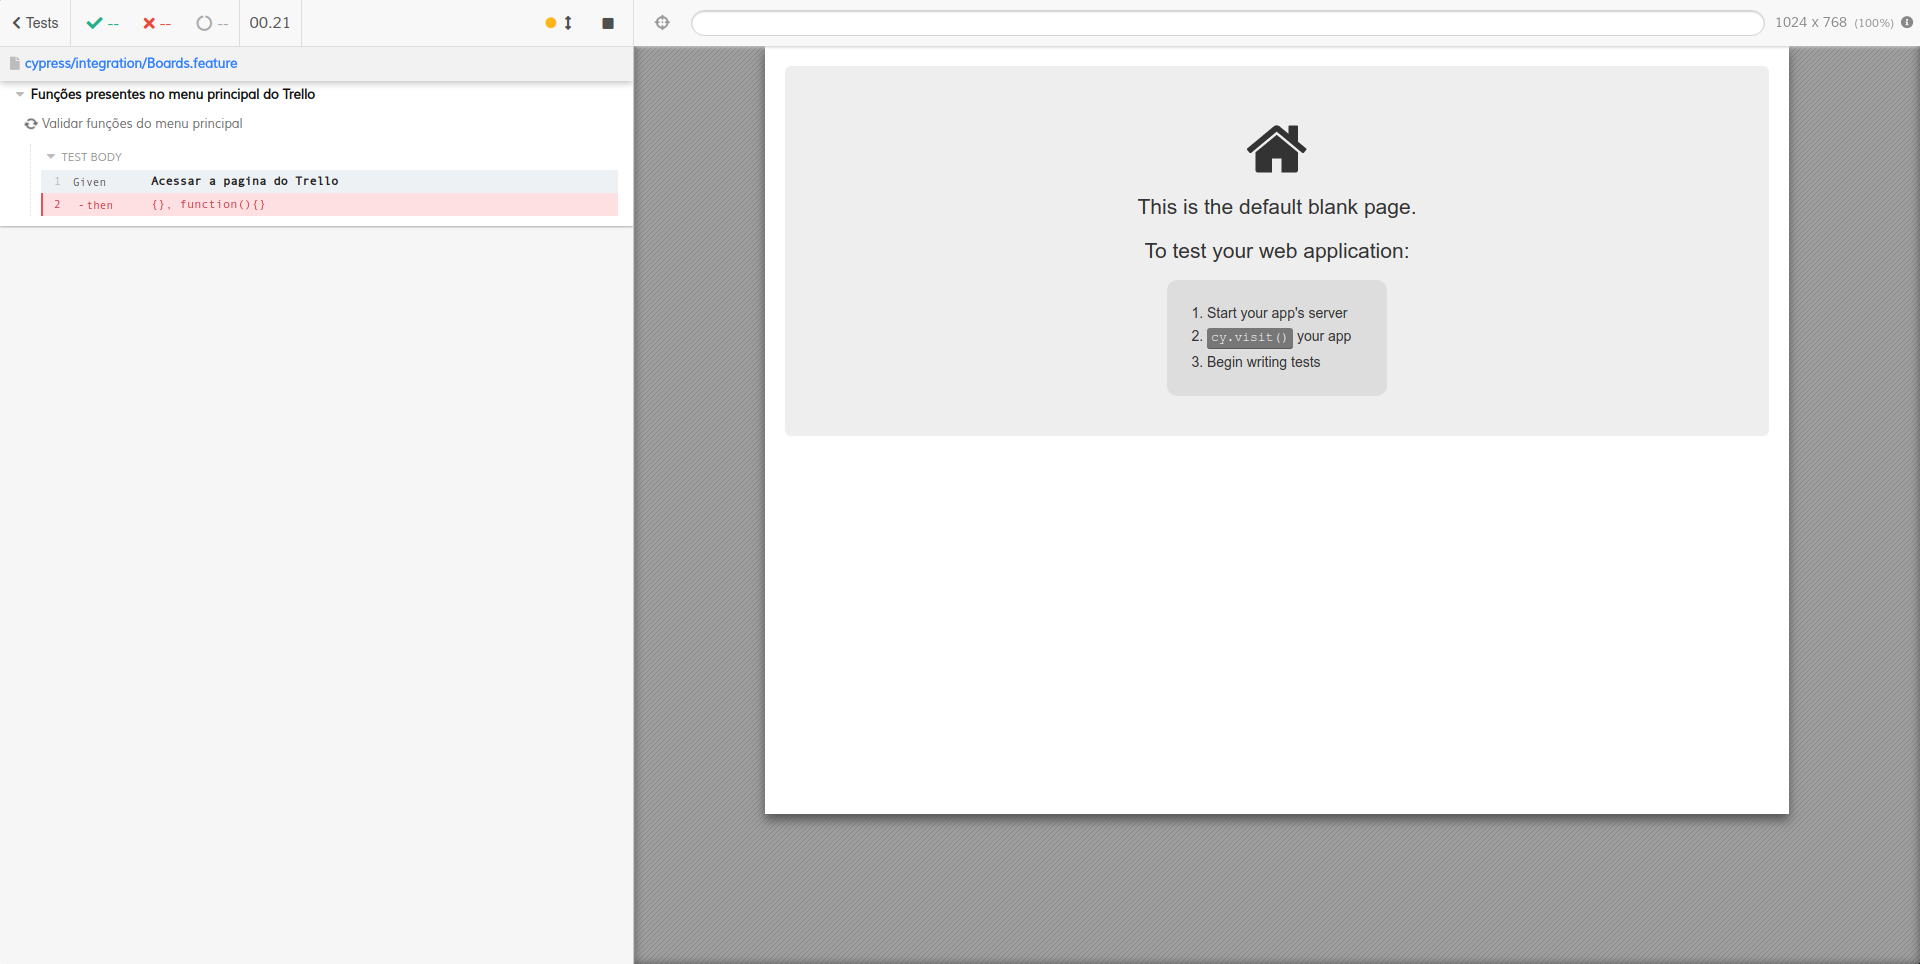 Tests -- -- -- 00.21
1024 x 768 (100%)
cypress/integration/Boards.feature
Funções presentes no menu principal do Trello
Validar funções do menu principal
TEST BODY
1 Given Acessar a pagina do Trello
2 -then {}, function(){}
This is the default blank page.
To test your web application:
1. Start your app's server
2. cy.visit() your app
3. Begin writing tests